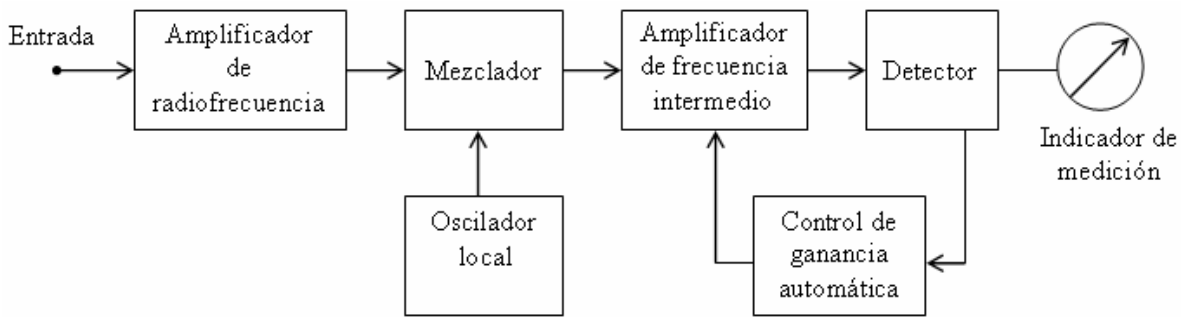 Entrada
Amplificador
de
radiofrecuencia
Mezclador
Amplificador
de frecuencia
intermedio
Detector
Indicador de
medición
Oscilador
local
Control de
ganancia
automática